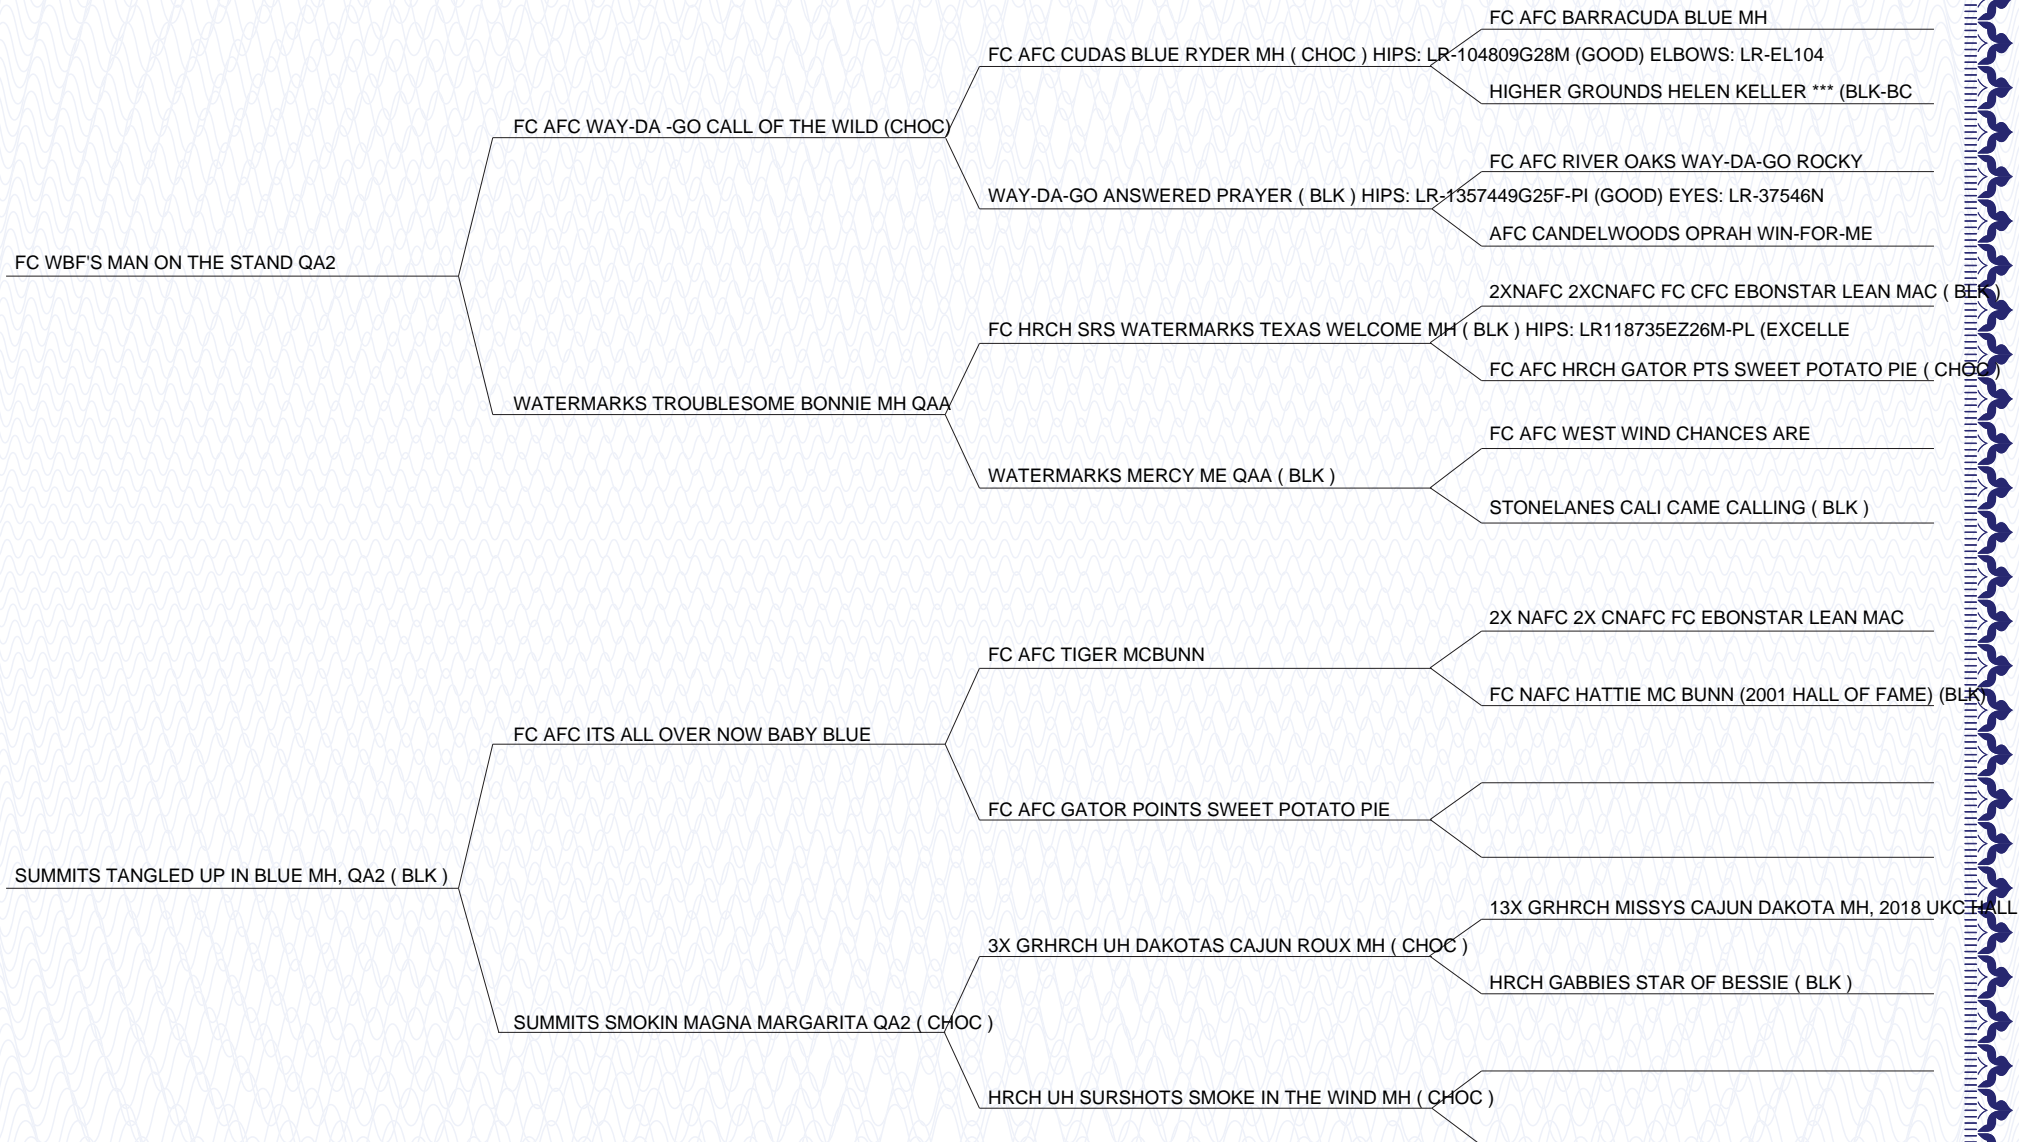 FC AFC BARRACUDA BLUE MH
FC AFC CUDAS BLUE RYDER MH ( CHOC ) HIPS: LR-104809G28M (GOOD) ELBOWS: LR-EL104
HIGHER GROUNDS HELEN KELLER *** (BLK-BC
FC AFC WAY-DA -GO CALL OF THE WILD (CHOC)
FC AFC RIVER OAKS WAY-DA-GO ROCKY
WAY-DA-GO ANSWERED PRAYER ( BLK ) HIPS: LR-1357449G25F-PI (GOOD) EYES: LR-37546N
AFC CANDELWOODS OPRAH WIN-FOR-ME
FC WBF'S MAN ON THE STAND QA2
2XNAFC 2XCNAFC FC CFC EBONSTAR LEAN MAC ( BLK )
FC HRCH SRS WATERMARKS TEXAS WELCOME MH ( BLK ) HIPS: LR118735EZ26M-PL (EXCELLE
FC AFC HRCH GATOR PTS SWEET POTATO PIE ( CHOC )
WATERMARKS TROUBLESOME BONNIE MH QAA
FC AFC WEST WIND CHANCES ARE
WATERMARKS MERCY ME QAA ( BLK )
STONELANES CALI CAME CALLING ( BLK )
2X NAFC 2X CNAFC FC EBONSTAR LEAN MAC
FC AFC TIGER MCBUNN
FC NAFC HATTIE MC BUNN (2001 HALL OF FAME) (BLK)
FC AFC ITS ALL OVER NOW BABY BLUE
FC AFC GATOR POINTS SWEET POTATO PIE
SUMMITS TANGLED UP IN BLUE MH, QA2 ( BLK )
13X GRHRCH MISSYS CAJUN DAKOTA MH, 2018 UKC HALL
3X GRHRCH UH DAKOTAS CAJUN ROUX MH ( CHOC )
HRCH GABBIES STAR OF BESSIE ( BLK )
SUMMITS SMOKIN MAGNA MARGARITA QA2 ( CHOC )
HRCH UH SURSHOTS SMOKE IN THE WIND MH ( CHOC )